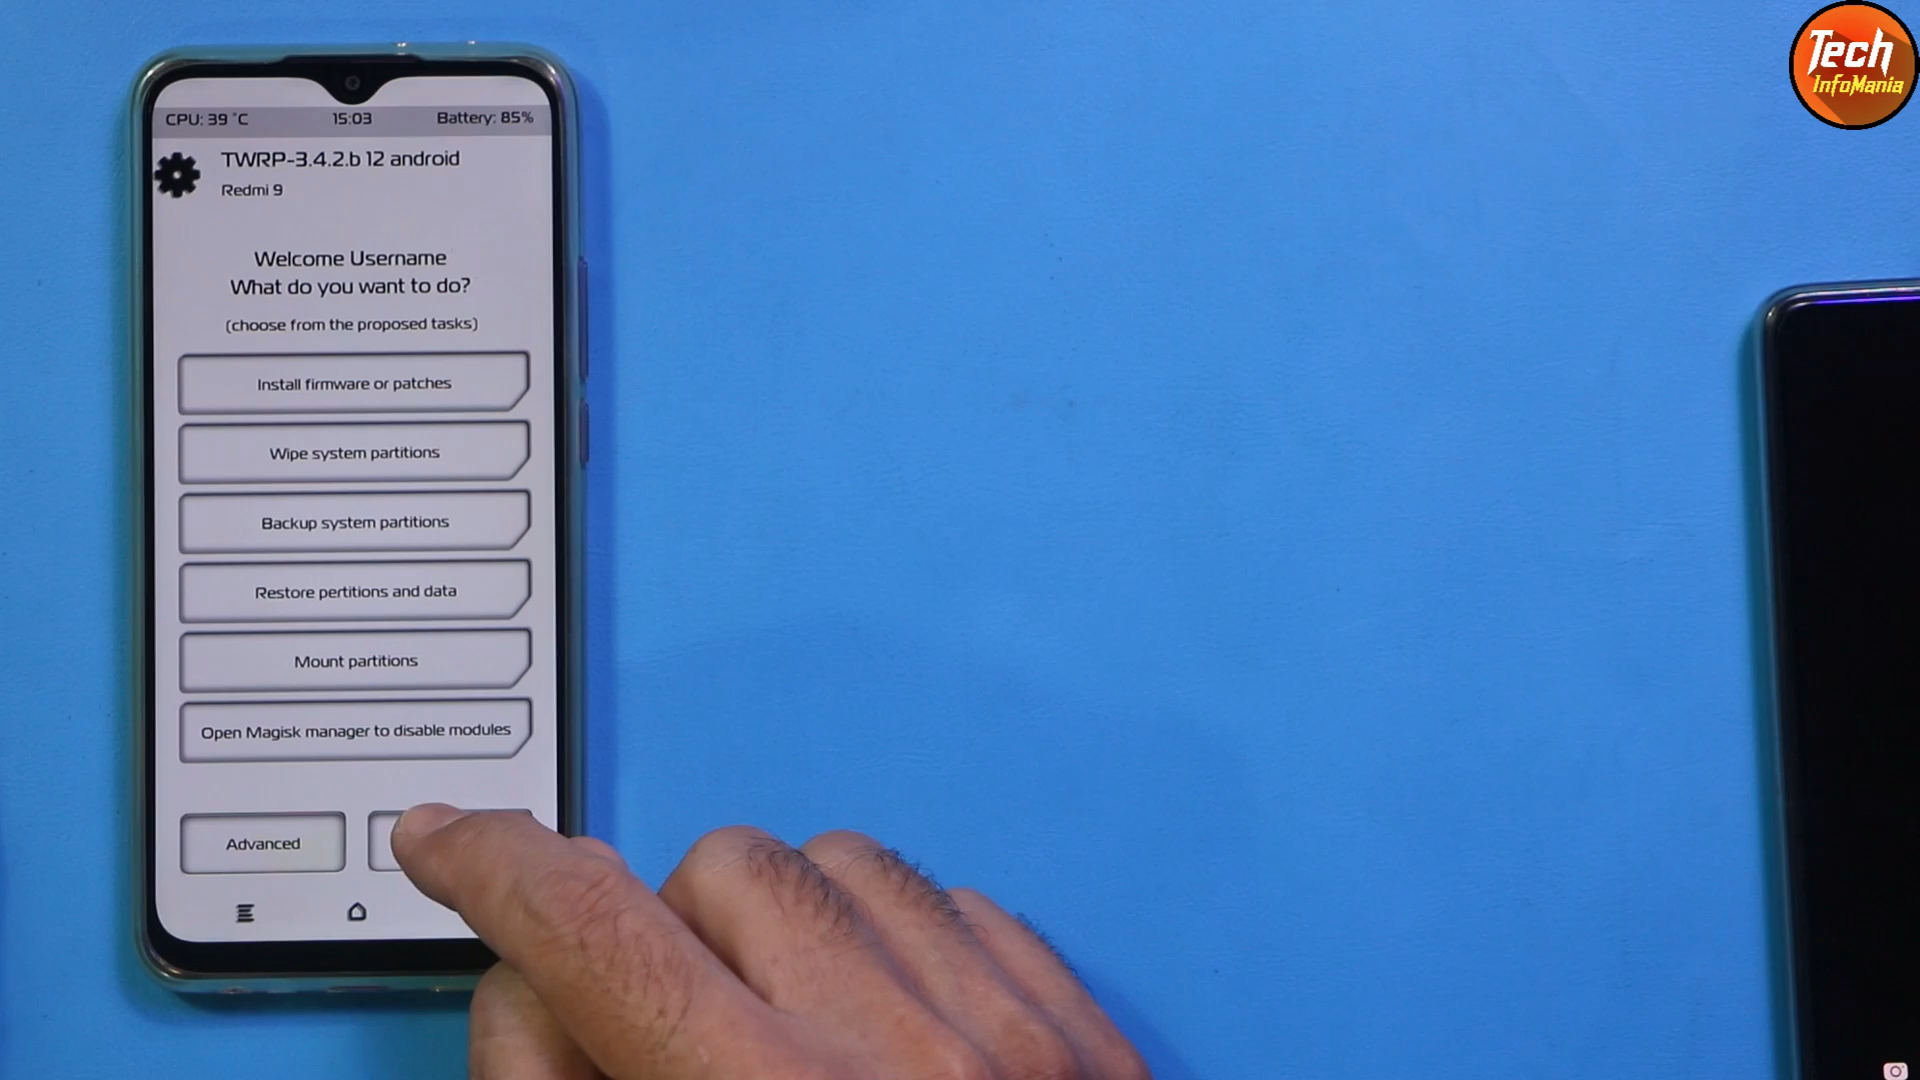 CPU: 39 °C 15:03 Battery: 85%
TWRP-3.4.2.b 12 android
Redmi 9
Welcome Username
What do you want to do?
(choose from the proposed tasks)
Install firmware or patches
Wipe system partitions
Backup system partitions
Restore pertitions and data
Mount partitions
Open Magisk manager to disable modules
Advanced
Tech
InfoMania